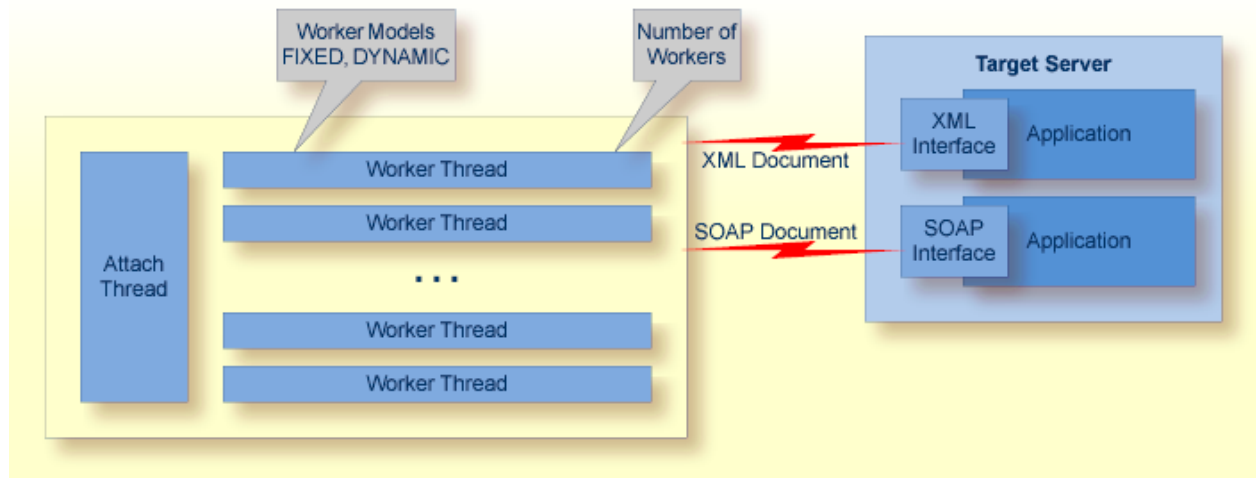 Worker Models
FIXED, DYNAMIC
Number of
Workers
Target Server
Attach
Thread
Worker Thread
Worker Thread
...
Worker Thread
Worker Thread
XML Document
SOAP Document
XML
Interface
Application
SOAP
Interface
Application